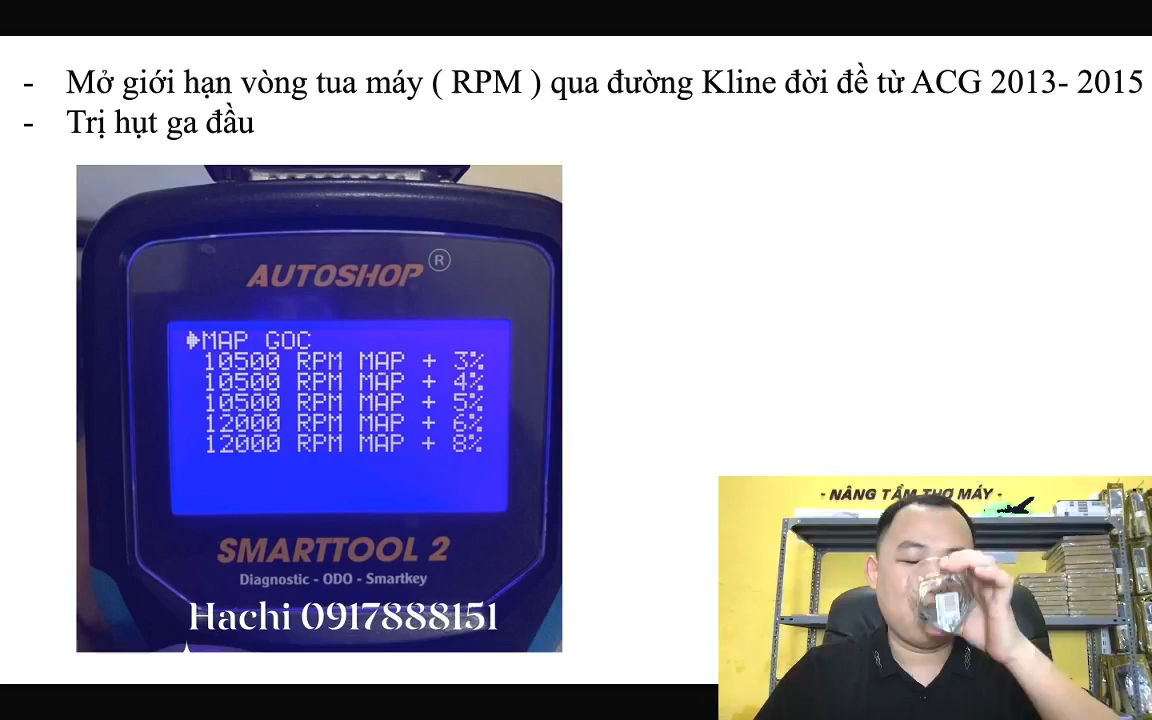 - Mở giới hạn vòng tua máy ( RPM ) qua đường Kline đời đề từ ACG 2013- 2015
- Trị hụt ga đầu
AUTOSHOP ®
MAP GOC
10500 RPM MAP + 3%
10500 RPM MAP + 4%
10500 RPM MAP + 5%
12000 RPM MAP + 6%
12000 RPM MAP + 8%
SMARTTOOL 2
Diagnostic - ODO - Smartkey
Hachi 0917888151
- NÂNG TẦM THỢ MÁY -